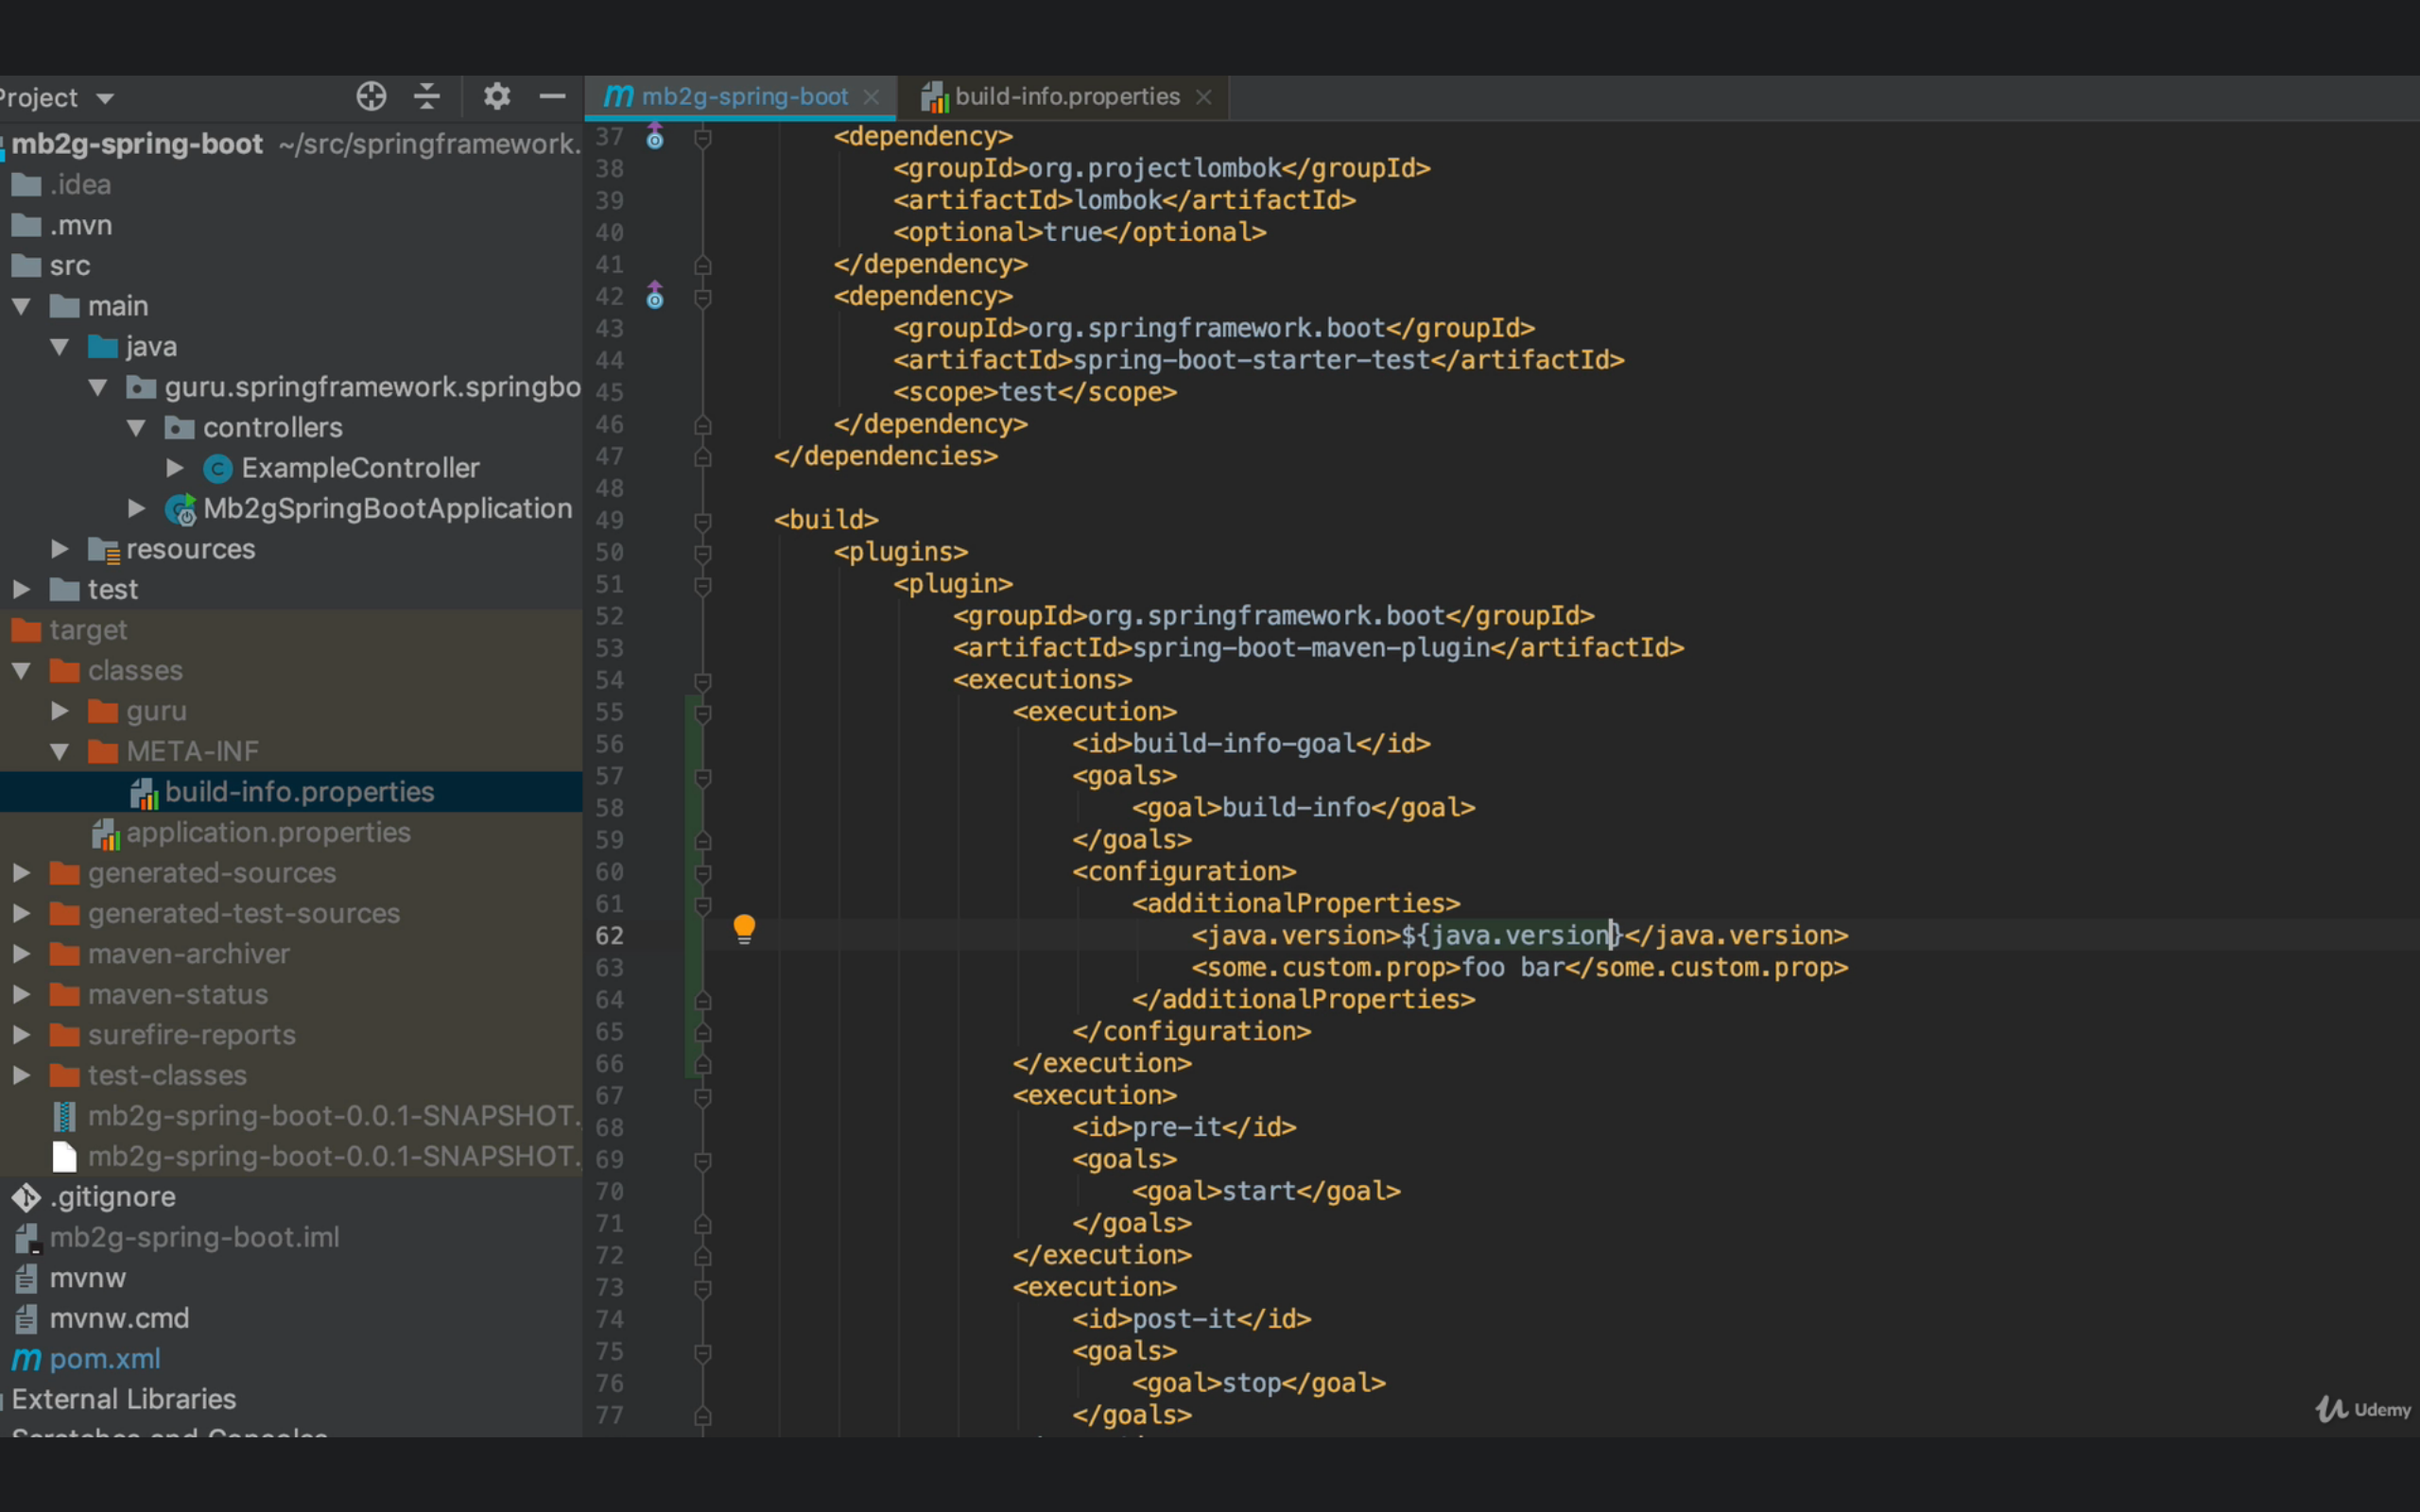 Project
mb2g-spring-boot
build-info.properties
mb2g-spring-boot ~/src/springframework.
.idea
.mvn
src
main
java
guru.springframework.springbo
controllers
ExampleController
Mb2gSpringBootApplication
resources
test
target
classes
guru
META-INF
build-info.properties
application.properties
generated-sources
generated-test-sources
maven-archiver
maven-status
surefire-reports
test-classes
mb2g-spring-boot-0.0.1-SNAPSHOT.
mb2g-spring-boot-0.0.1-SNAPSHOT.
.gitignore
mb2g-spring-boot.iml
mvnw
mvnw.cmd
pom.xml
External Libraries
Scratches and Consoles
37 <dependency>
38 <groupId>org.projectlombok</groupId>
39 <artifactId>lombok</artifactId>
40 <optional>true</optional>
41 </dependency>
42 <dependency>
43 <groupId>org.springframework.boot</groupId>
44 <artifactId>spring-boot-starter-test</artifactId>
45 <scope>test</scope>
46 </dependency>
47 </dependencies>
48
49 <build>
50 <plugins>
51 <plugin>
52 <groupId>org.springframework.boot</groupId>
53 <artifactId>spring-boot-maven-plugin</artifactId>
54 <executions>
55 <execution>
56 <id>build-info-goal</id>
57 <goals>
58 <goal>build-info</goal>
59 </goals>
60 <configuration>
61 <additionalProperties>
62 <java.version>${java.version}</java.version>
63 <some.custom.prop>foo bar</some.custom.prop>
64 </additionalProperties>
65 </configuration>
66 </execution>
67 <execution>
68 <id>pre-it</id>
69 <goals>
70 <goal>start</goal>
71 </goals>
72 </execution>
73 <execution>
74 <id>post-it</id>
75 <goals>
76 <goal>stop</goal>
77 </goals>
Udemy